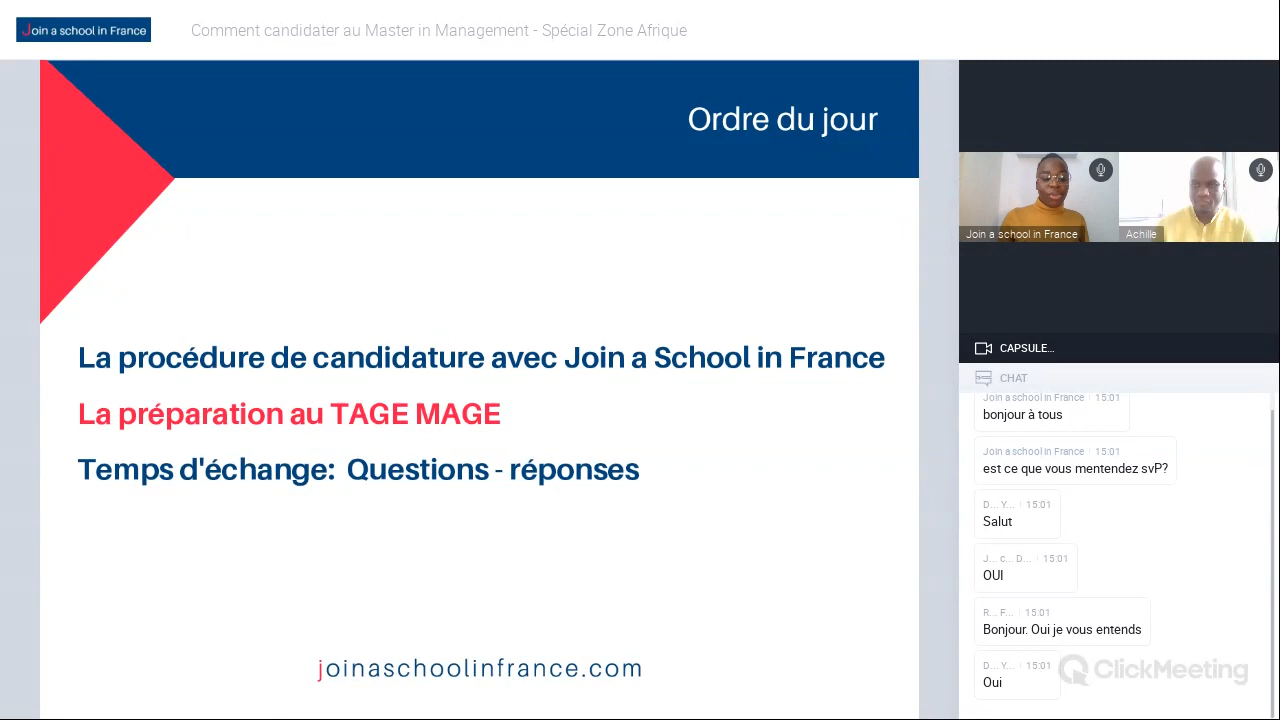 Join a school in France
Comment candidater au Master in Management - Spécial Zone Afrique
Ordre du jour
La procédure de candidature avec Join a School in France
La préparation au TAGE MAGE
Temps d'échange: Questions - réponses
joinaschoolinfrance.com
Join a school in France
Achille
CAPSULE...
CHAT
Join a school in France 15:01
bonjour à tous
Join a school in France 15:01
est ce que vous mentendez svP?
D... Y... 15:01
Salut
J... c... D... 15:01
OUI
R... F... 15:01
Bonjour. Oui je vous entends
D... Y... 15:01
Oui
ClickMeeting